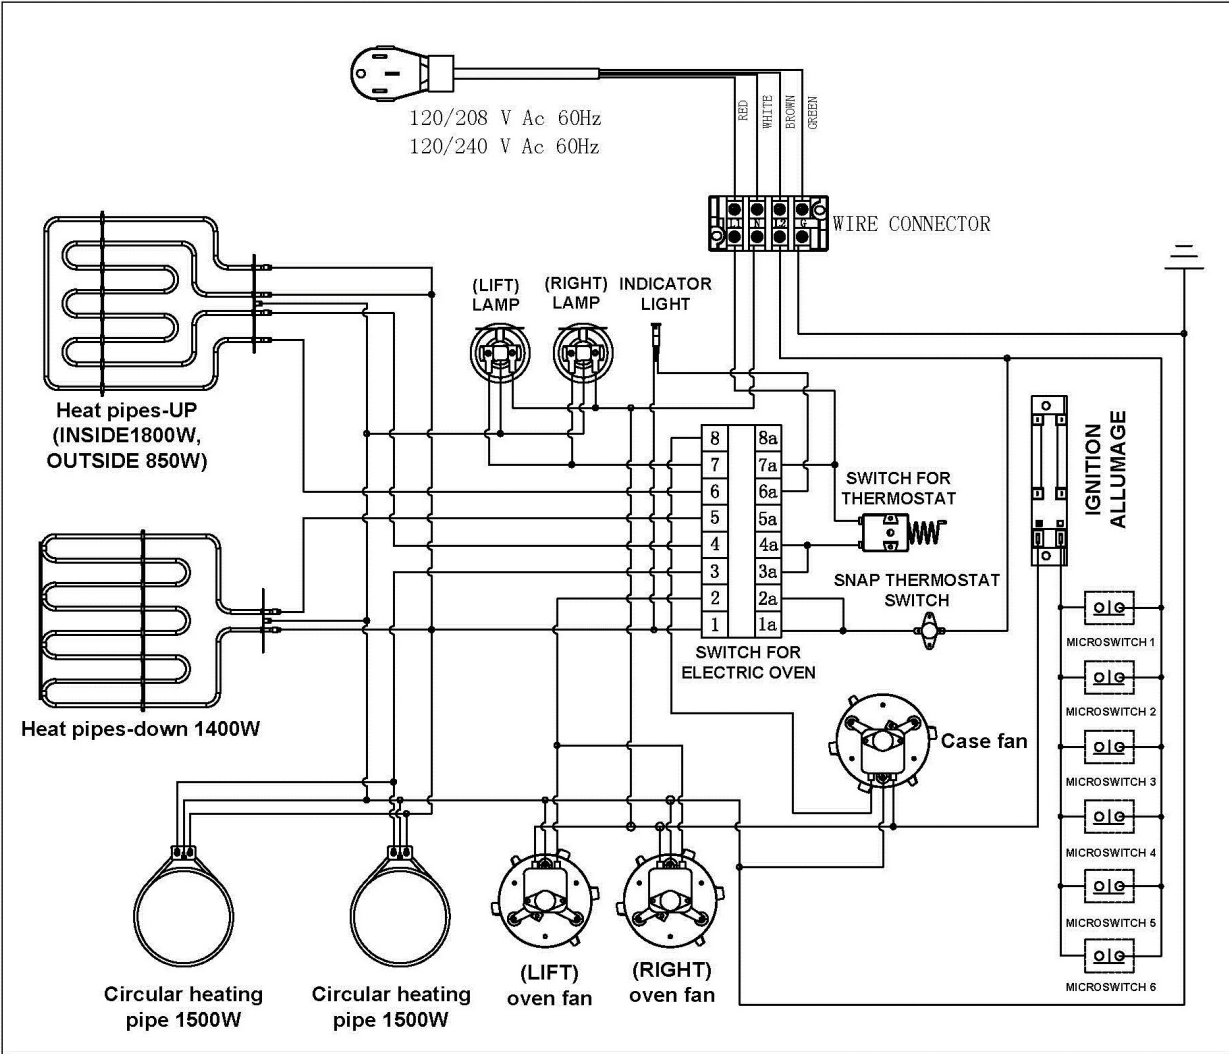 120/208 V Ac 60Hz
120/240 V Ac 60Hz
RED
WHITE
BROWN
GREEN
L1
N
L2
G
WIRE CONNECTOR
(LIFT)
LAMP
(RIGHT)
LAMP
INDICATOR
LIGHT
Heat pipes-UP
(INSIDE1800W,
OUTSIDE 850W)
8 8a
7 7a
6 6a
5 5a
4 4a
3 3a
2 2a
1 1a
SWITCH FOR
ELECTRIC OVEN
SWITCH FOR
THERMOSTAT
SNAP THERMOSTAT
SWITCH
IGNITION
ALLUMAGE
MICROSWITCH 1
MICROSWITCH 2
MICROSWITCH 3
MICROSWITCH 4
MICROSWITCH 5
MICROSWITCH 6
Heat pipes-down 1400W
Case fan
Circular heating
pipe 1500W
Circular heating
pipe 1500W
(LIFT)
oven fan
(RIGHT)
oven fan